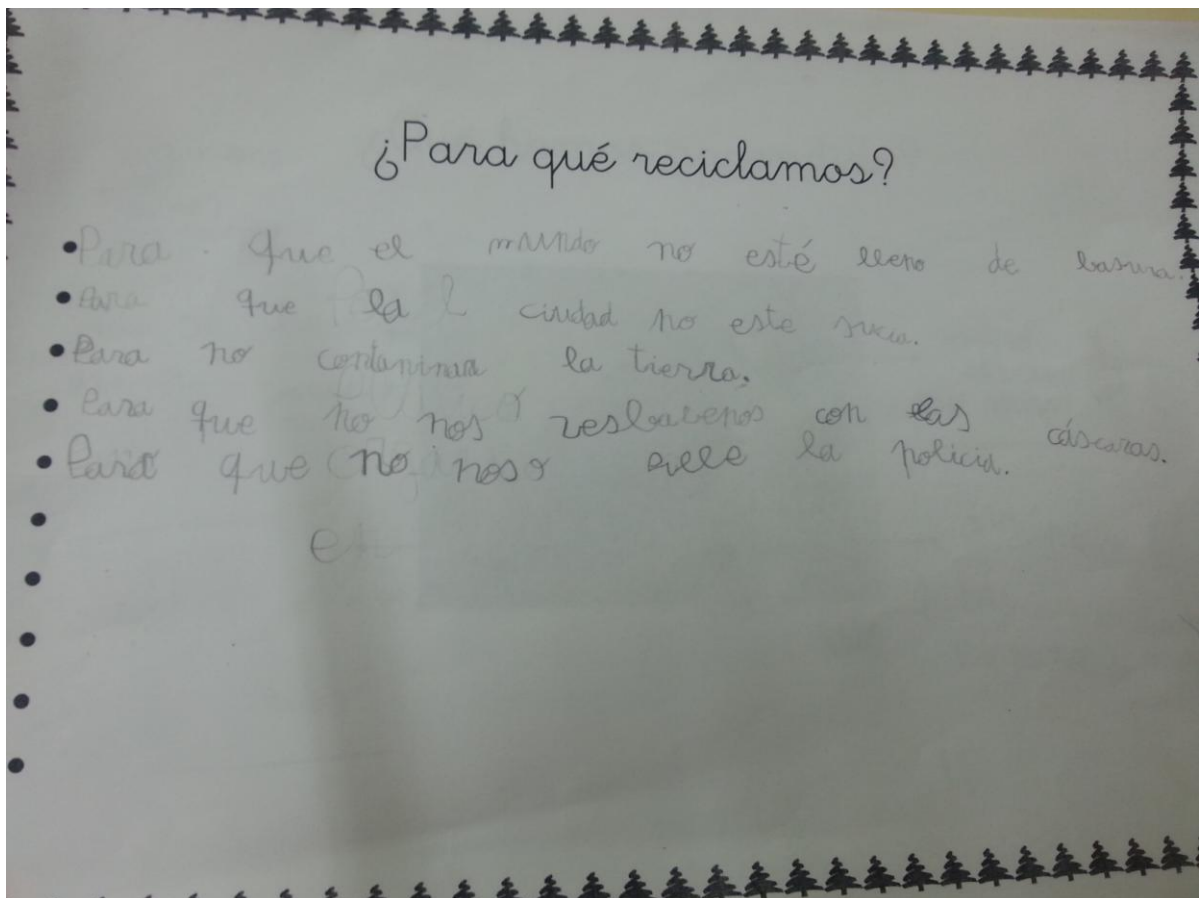 ¿Para qué reciclamos?
•Para que el mundo no esté lleno de basura.
•Para que la ciudad no este sucia.
•Para no contaminar la tierra.
•Para que no nos resbalemos con las cáscaras.
•Para que no nos pille la policia.